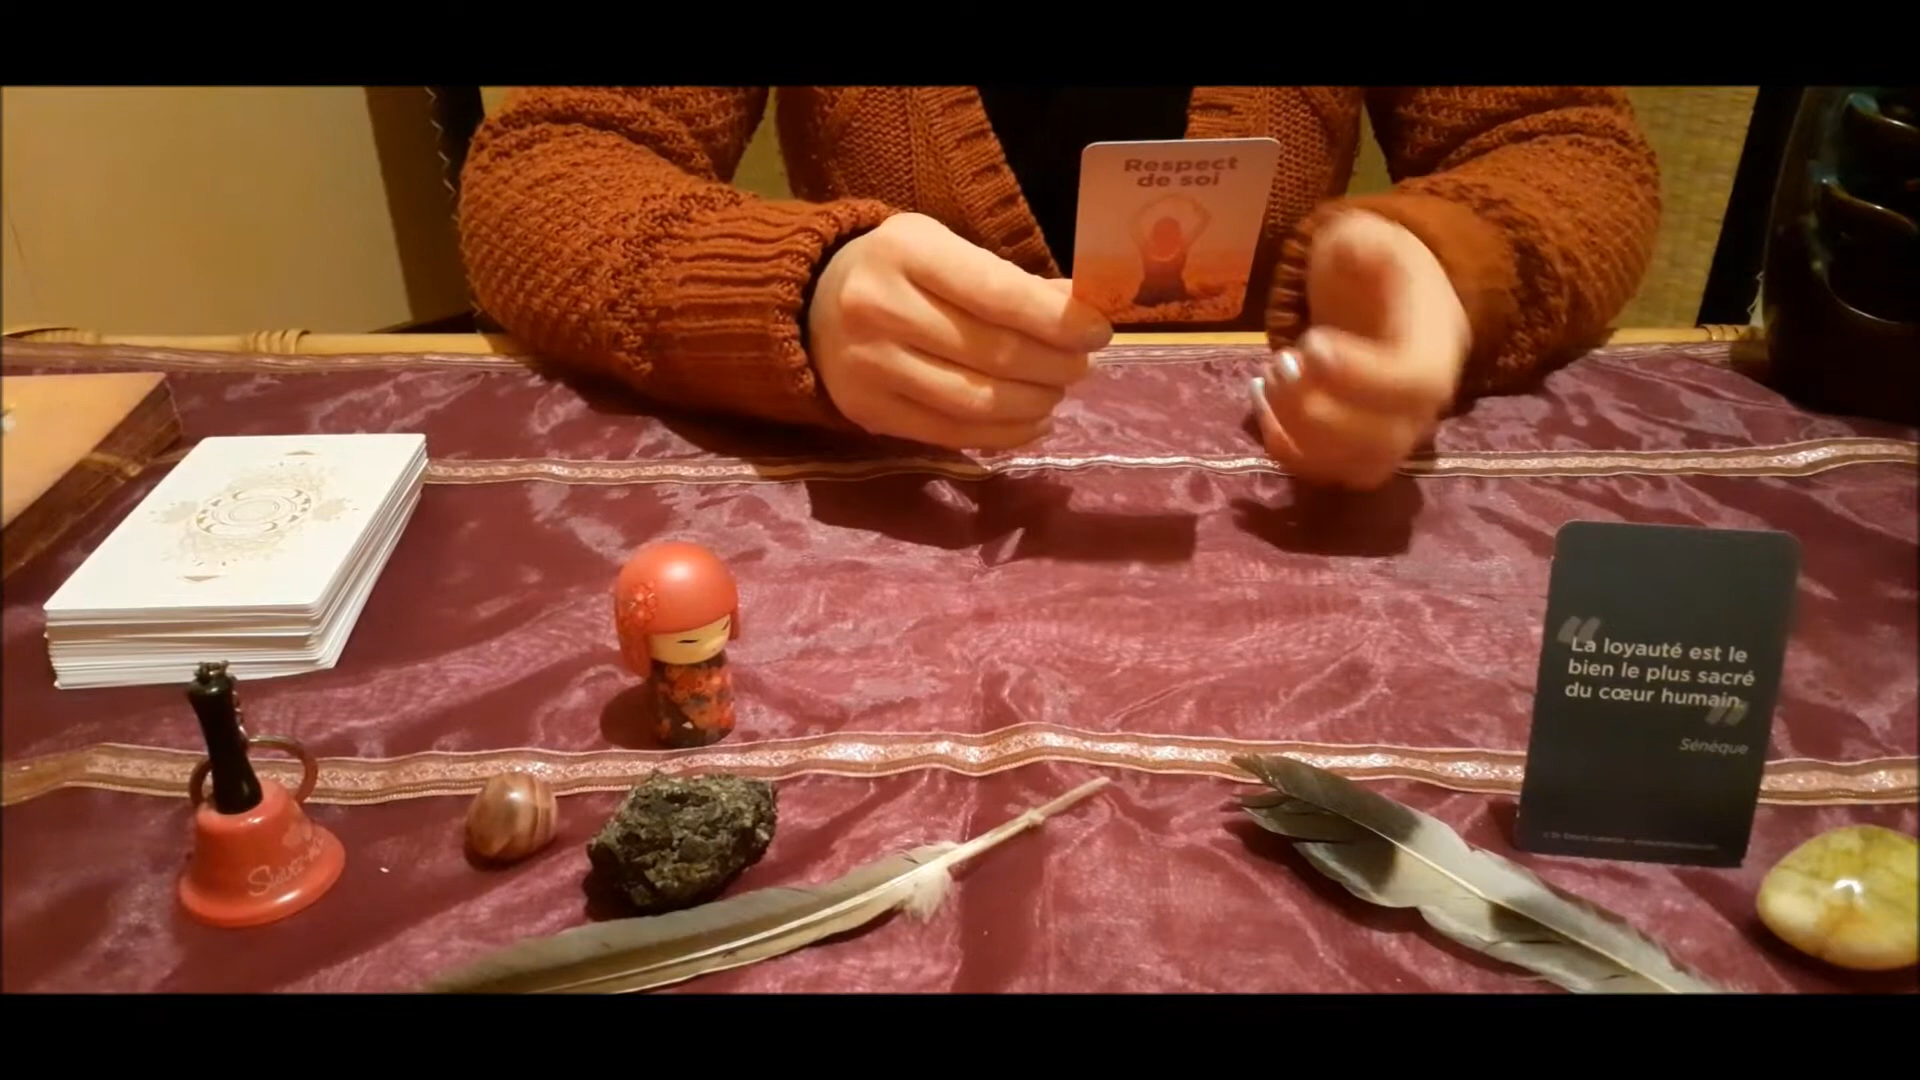 Respect
de soi
“La loyauté est le
bien le plus sacré
du cœur humain.”
Sénèque